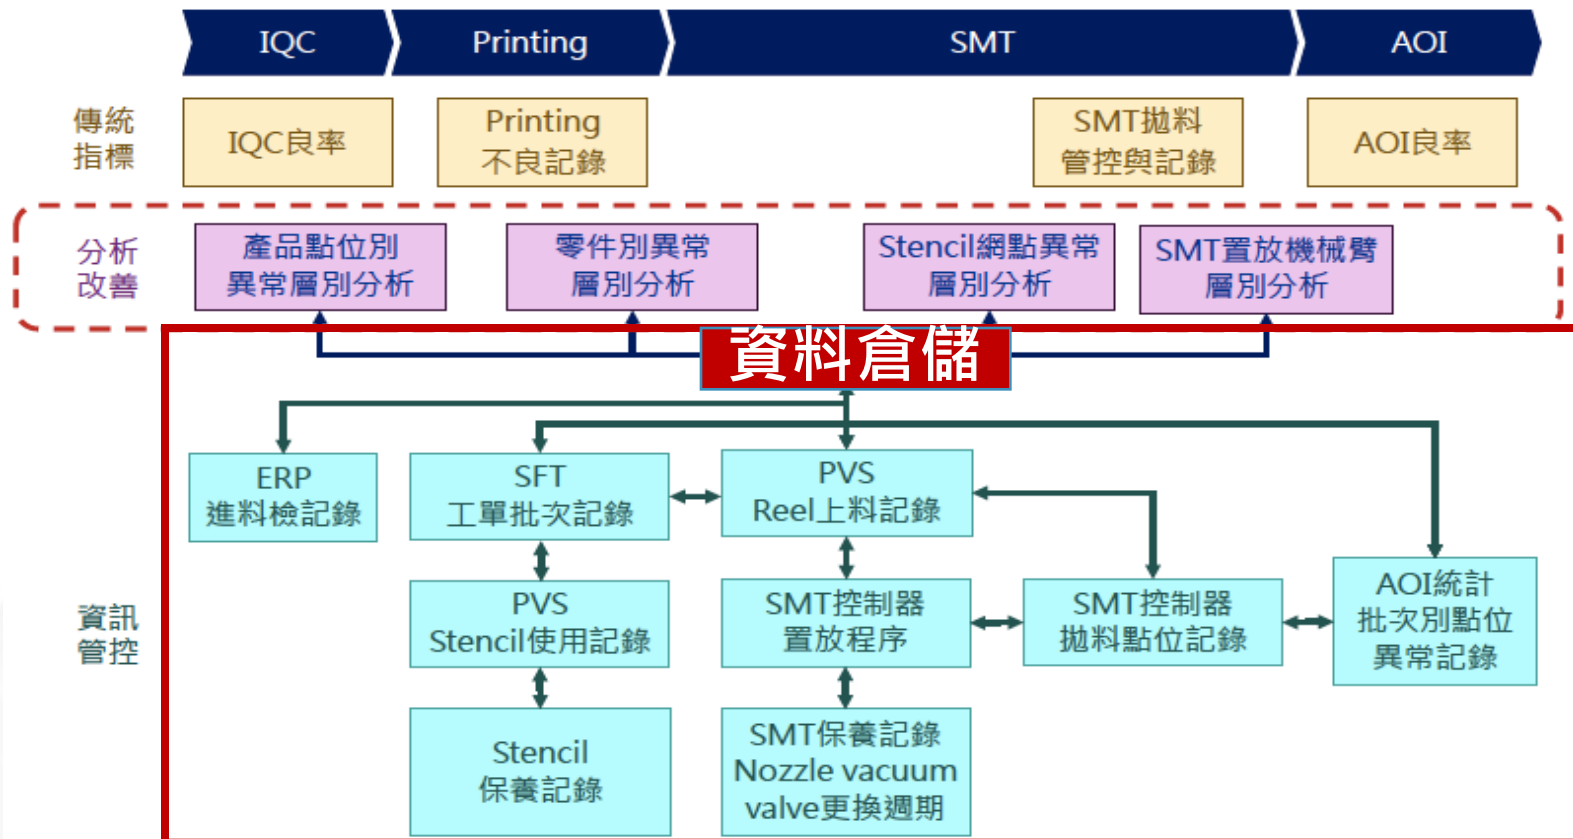 IQC
Printing
SMT
AOI
傳統
指標
IQC良率
Printing
不良記錄
SMT拋料
管控與記錄
AOI良率
分析
改善
產品點位別
異常層別分析
零件別異常
層別分析
Stencil網點異常
層別分析
SMT置放機械臂
層別分析
資料倉儲
資訊
管控
ERP
進料檢記錄
SFT
工單批次記錄
PVS
Reel上料記錄
PVS
Stencil使用記錄
SMT控制器
置放程序
SMT控制器
拋料點位記錄
AOI統計
批次別點位
異常記錄
Stencil
保養記錄
SMT保養記錄
Nozzle vacuum
valve更換週期